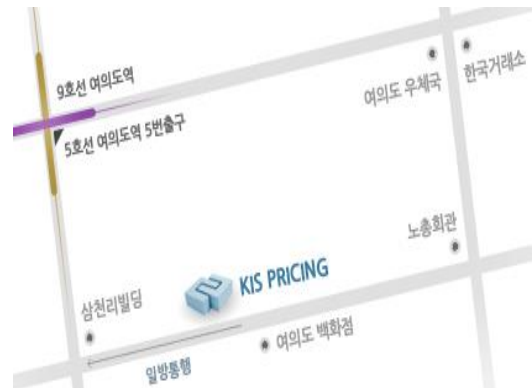 9호선 여의도역
5호선 여의도역 5번출구
여의도 우체국
한국거래소
노총회관
KIS PRICING
삼천리빌딩
여의도 백화점
일방통행